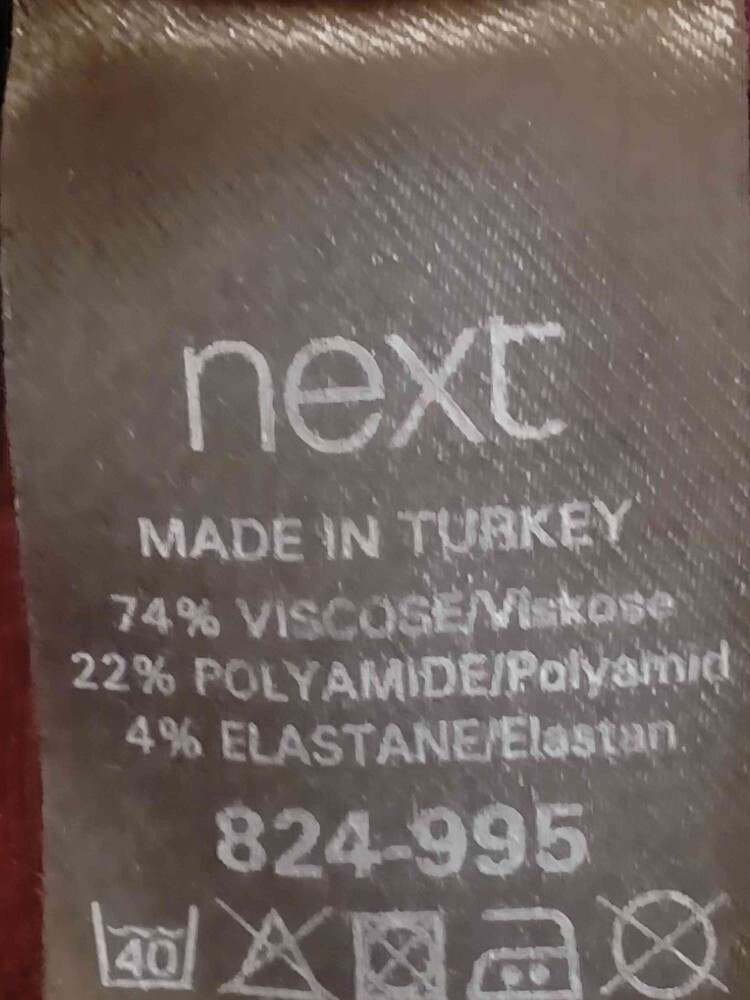 next
MADE IN TURKEY
74% VISCOSE/Viskose
22% POLYAMIDE/Polyamid
4% ELASTANE/Elastan
824-995
40